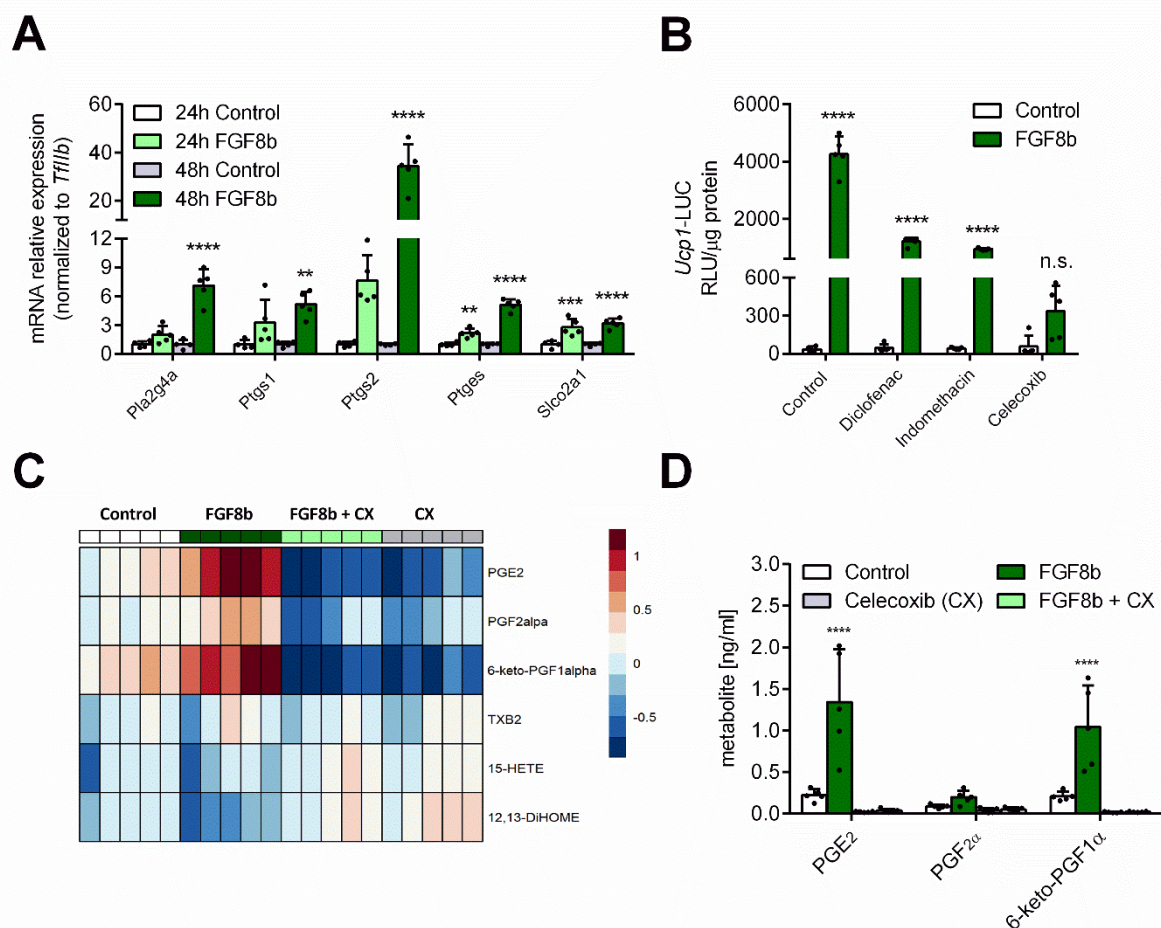 A
mRNA relative expression
(normalized to TfIIb)
60
40
20
12
9
6
3
0
24h Control
24h FGF8b
48h Control
48h FGF8b
****
**
****
**
****
***
****
Pla2g4a
Ptgs1
Ptgs2
Ptges
Slco2a1
B
Ucp1-LUC
RLU/µg protein
6000
4000
2000
600
300
0
Control
FGF8b
****
****
****
n.s.
Control
Diclofenac
Indomethacin
Celecoxib
C
Control FGF8b FGF8b + CX CX
PGE2
PGF2alpa
6-keto-PGF1alpha
TXB2
15-HETE
12,13-DiHOME
1
0.5
0
-0.5
D
metabolite [ng/ml]
3.0
2.5
2.0
1.5
1.0
0.5
0.0
Control
Celecoxib (CX)
FGF8b
FGF8b + CX
****
****
PGE2
PGF2α
6-keto-PGF1α